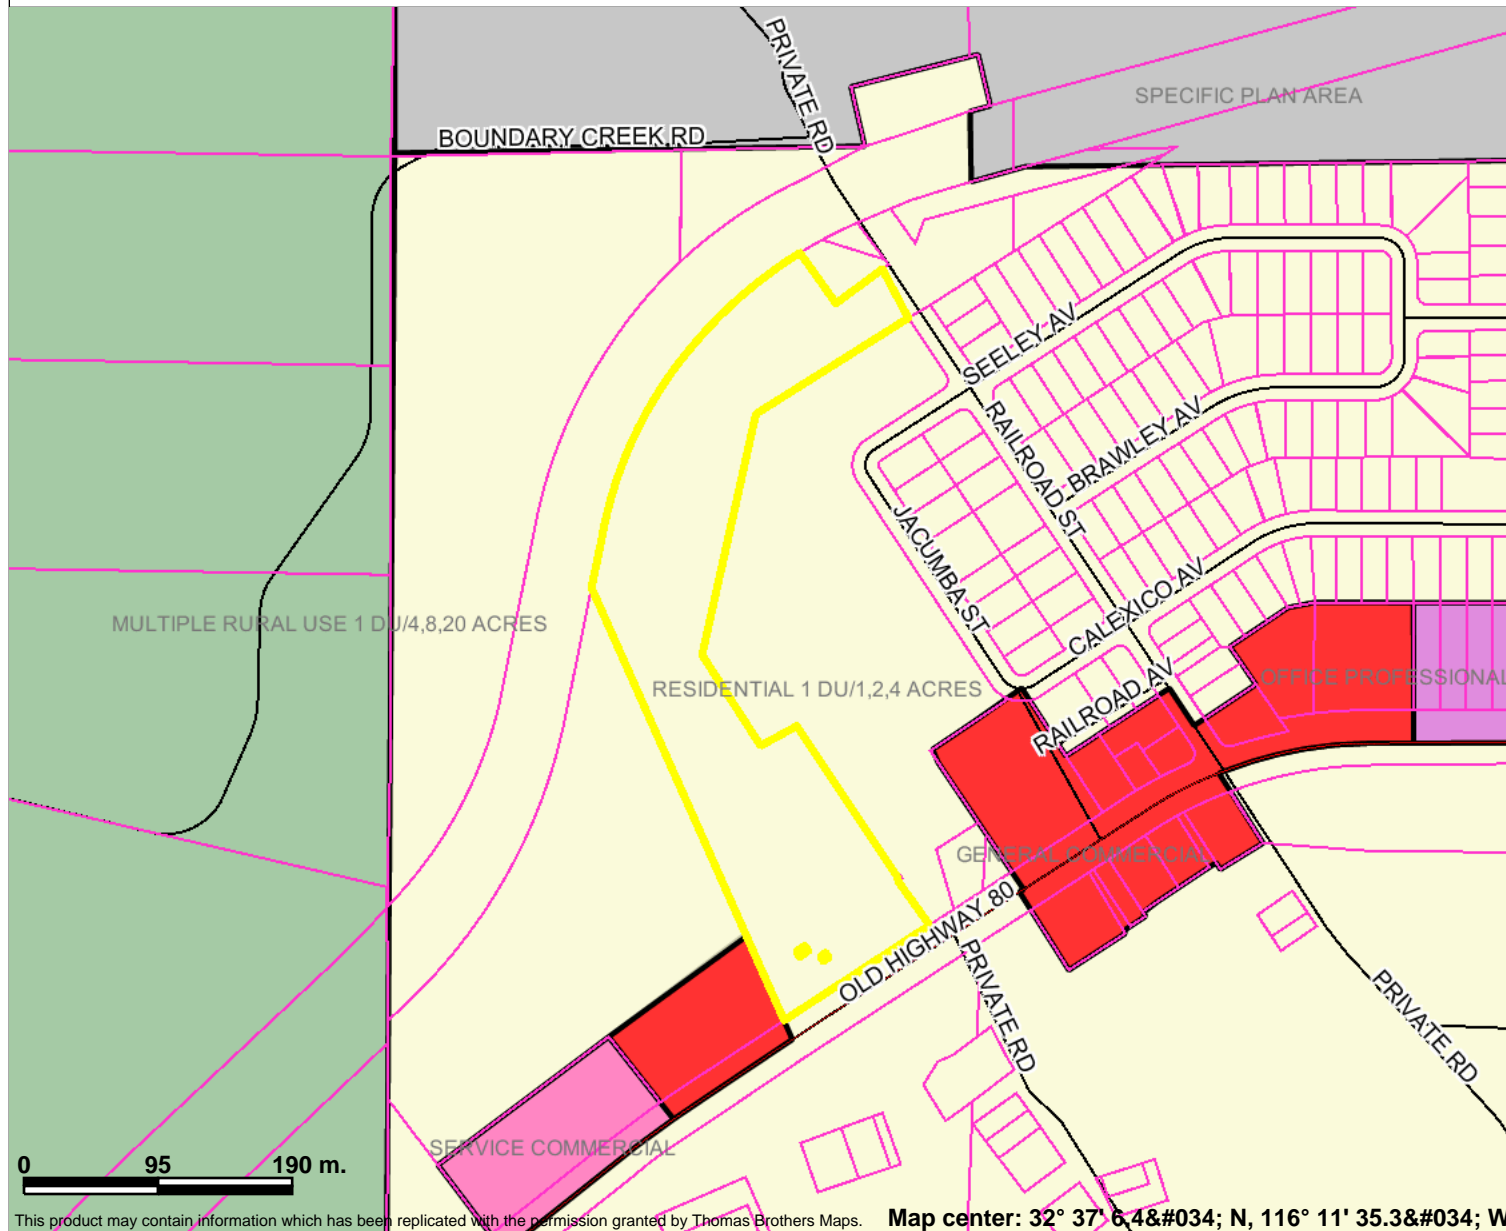 PRIVATE RD
SPECIFIC PLAN AREA
BOUNDARY CREEK RD
SEELEY AV
RAILROAD ST
BRAWLEY AV
JACUMBA ST
CALEXICO AV
MULTIPLE RURAL USE 1 DU/4,8,20 ACRES
RESIDENTIAL 1 DU/1,2,4 ACRES
OFFICE PROFESSIONAL
RAILROAD AV
GENERAL COMMERCIAL
OLD HIGHWAY 80
PRIVATE RD
PRIVATE RD
SERVICE COMMERCIAL
0 95 190 m.
This product may contain information which has been replicated with the permission granted by Thomas Brothers Maps.
Map center: 32° 37' 6.4&#034; N, 116° 11' 35.3&#034; W